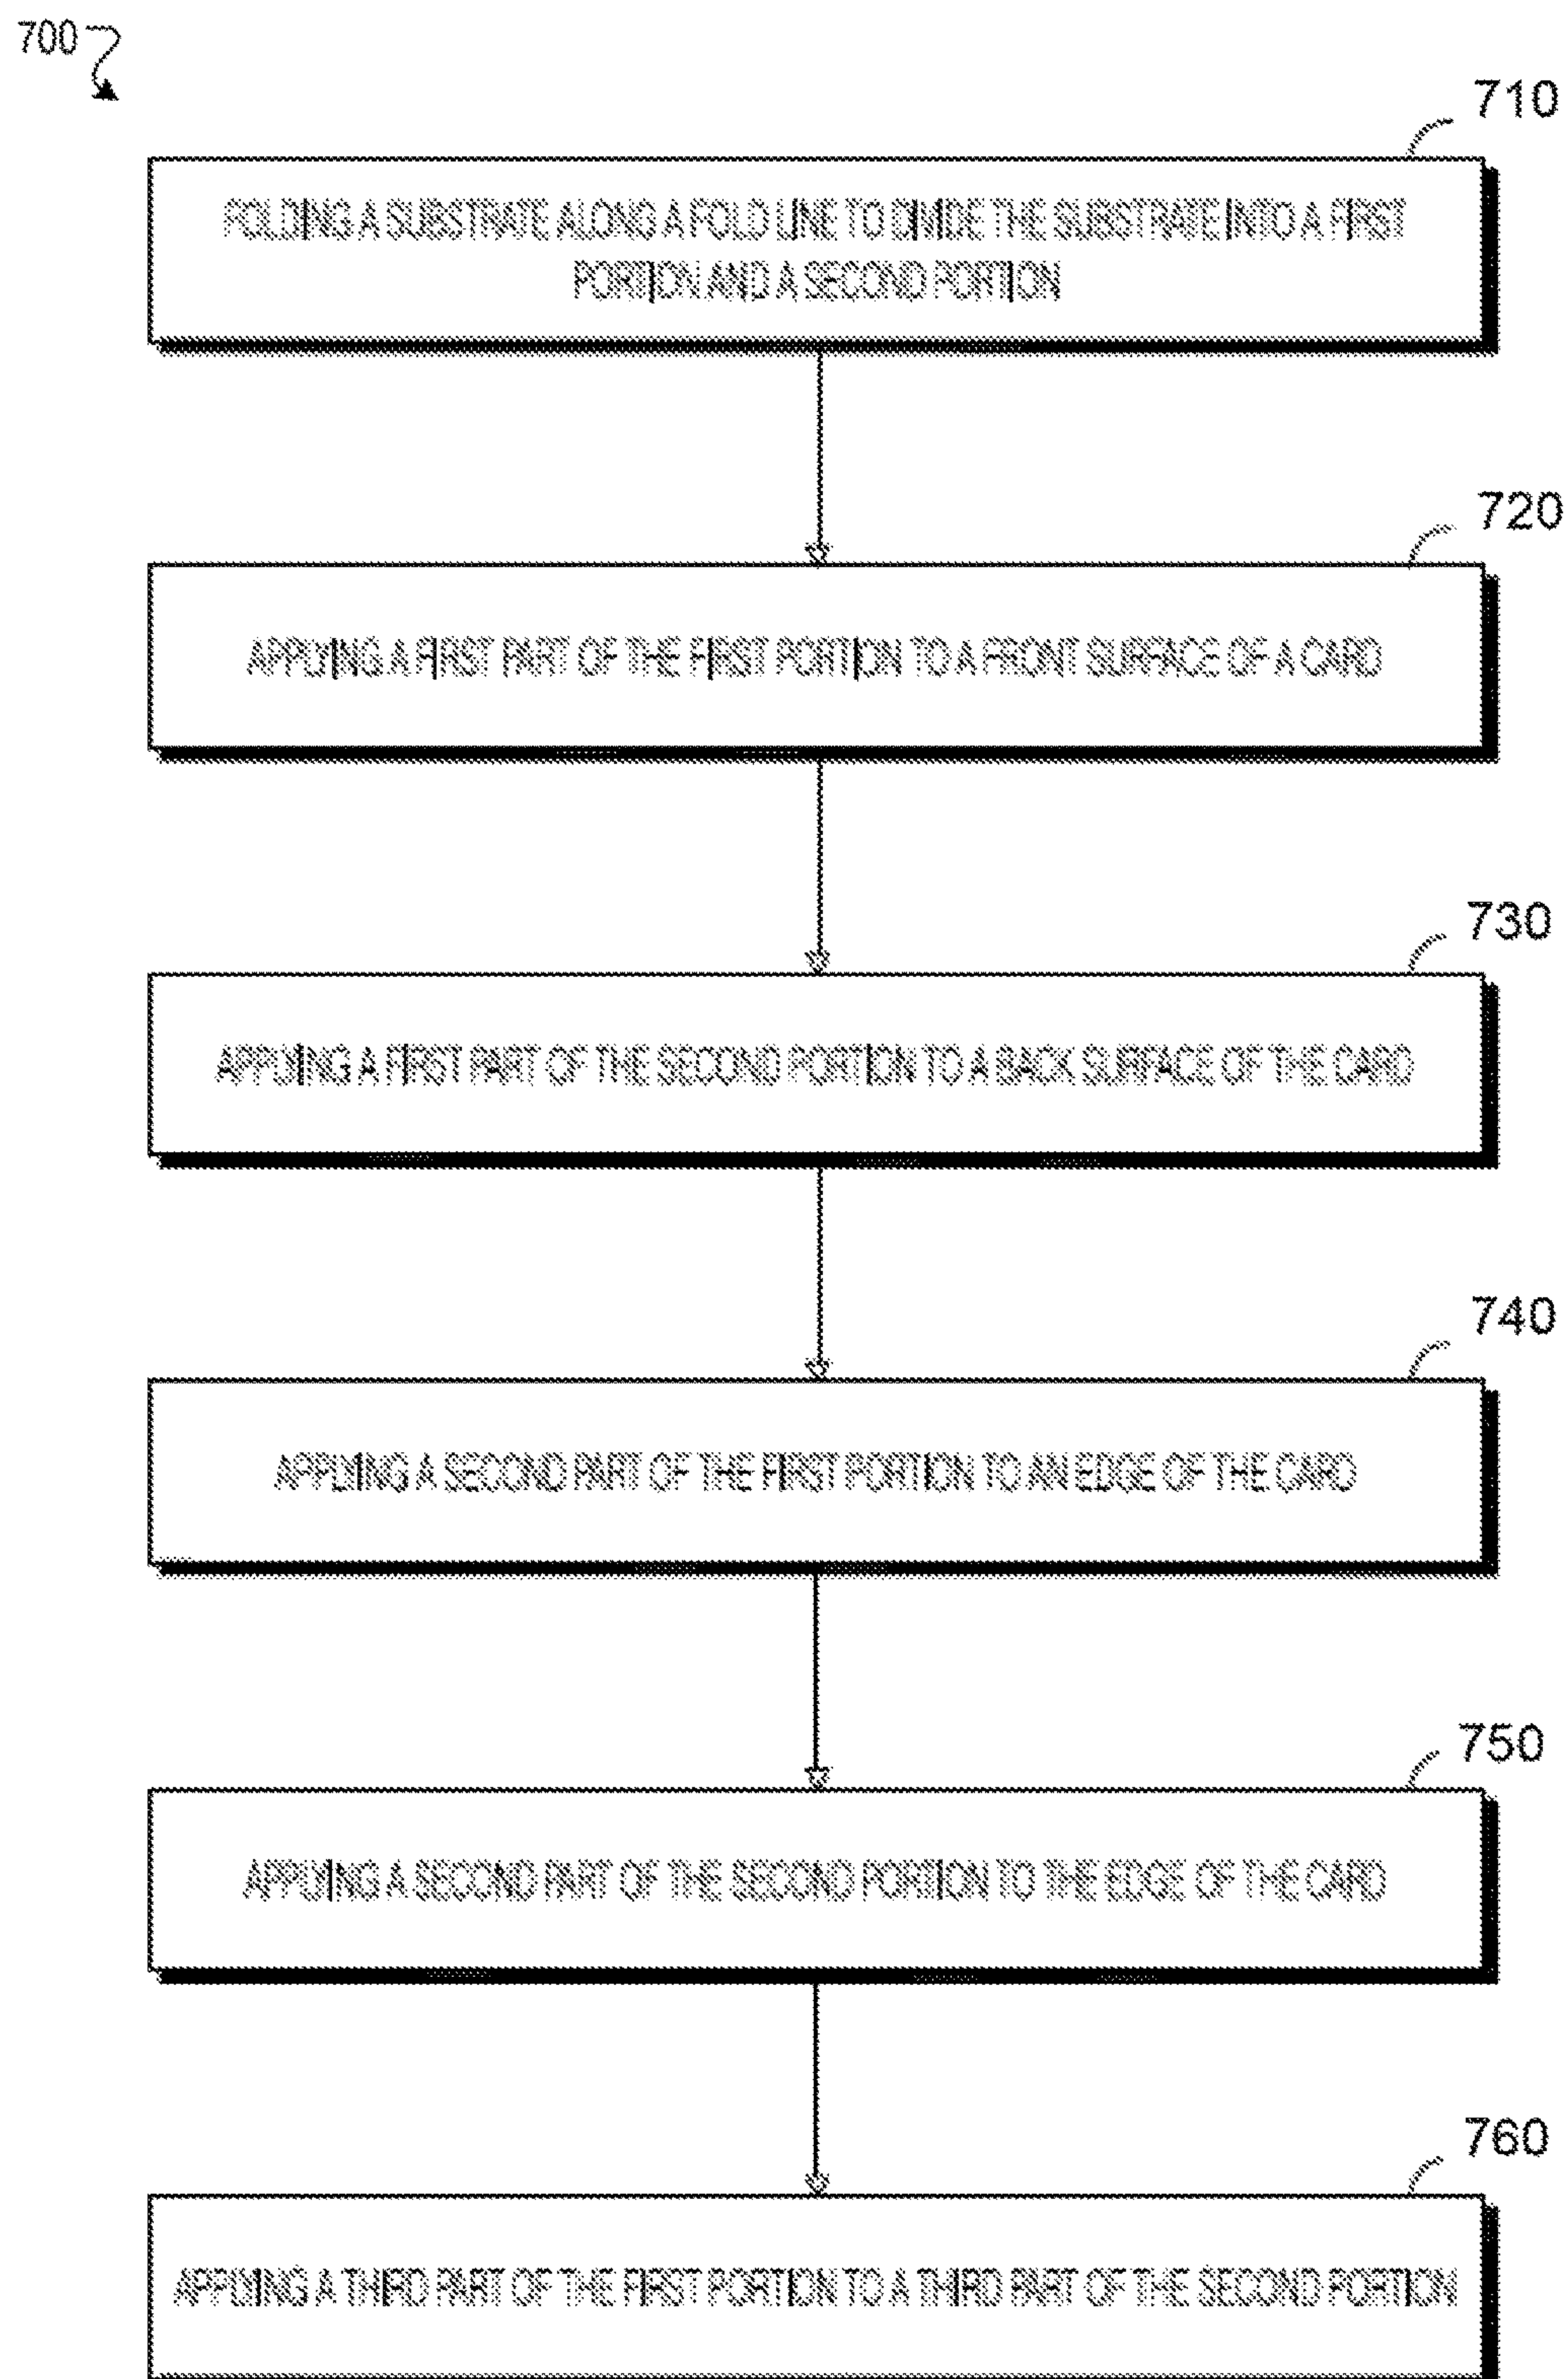 700
710
FOLDING A SUBSTRATE ALONG A FOLD LINE TO DIVIDE THE SUBSTRATE INTO A FIRST
PORTION AND A SECOND PORTION
720
APPLYING A FIRST PART OF THE FIRST PORTION TO A FRONT SURFACE OF A CARD
730
APPLYING A FIRST PART OF THE SECOND PORTION TO A BACK SURFACE OF THE CARD
740
APPLYING A SECOND PART OF THE FIRST PORTION TO AN EDGE OF THE CARD
750
APPLYING A SECOND PART OF THE SECOND PORTION TO THE EDGE OF THE CARD
760
APPLYING A THIRD PART OF THE FIRST PORTION TO A THIRD PART OF THE SECOND PORTION